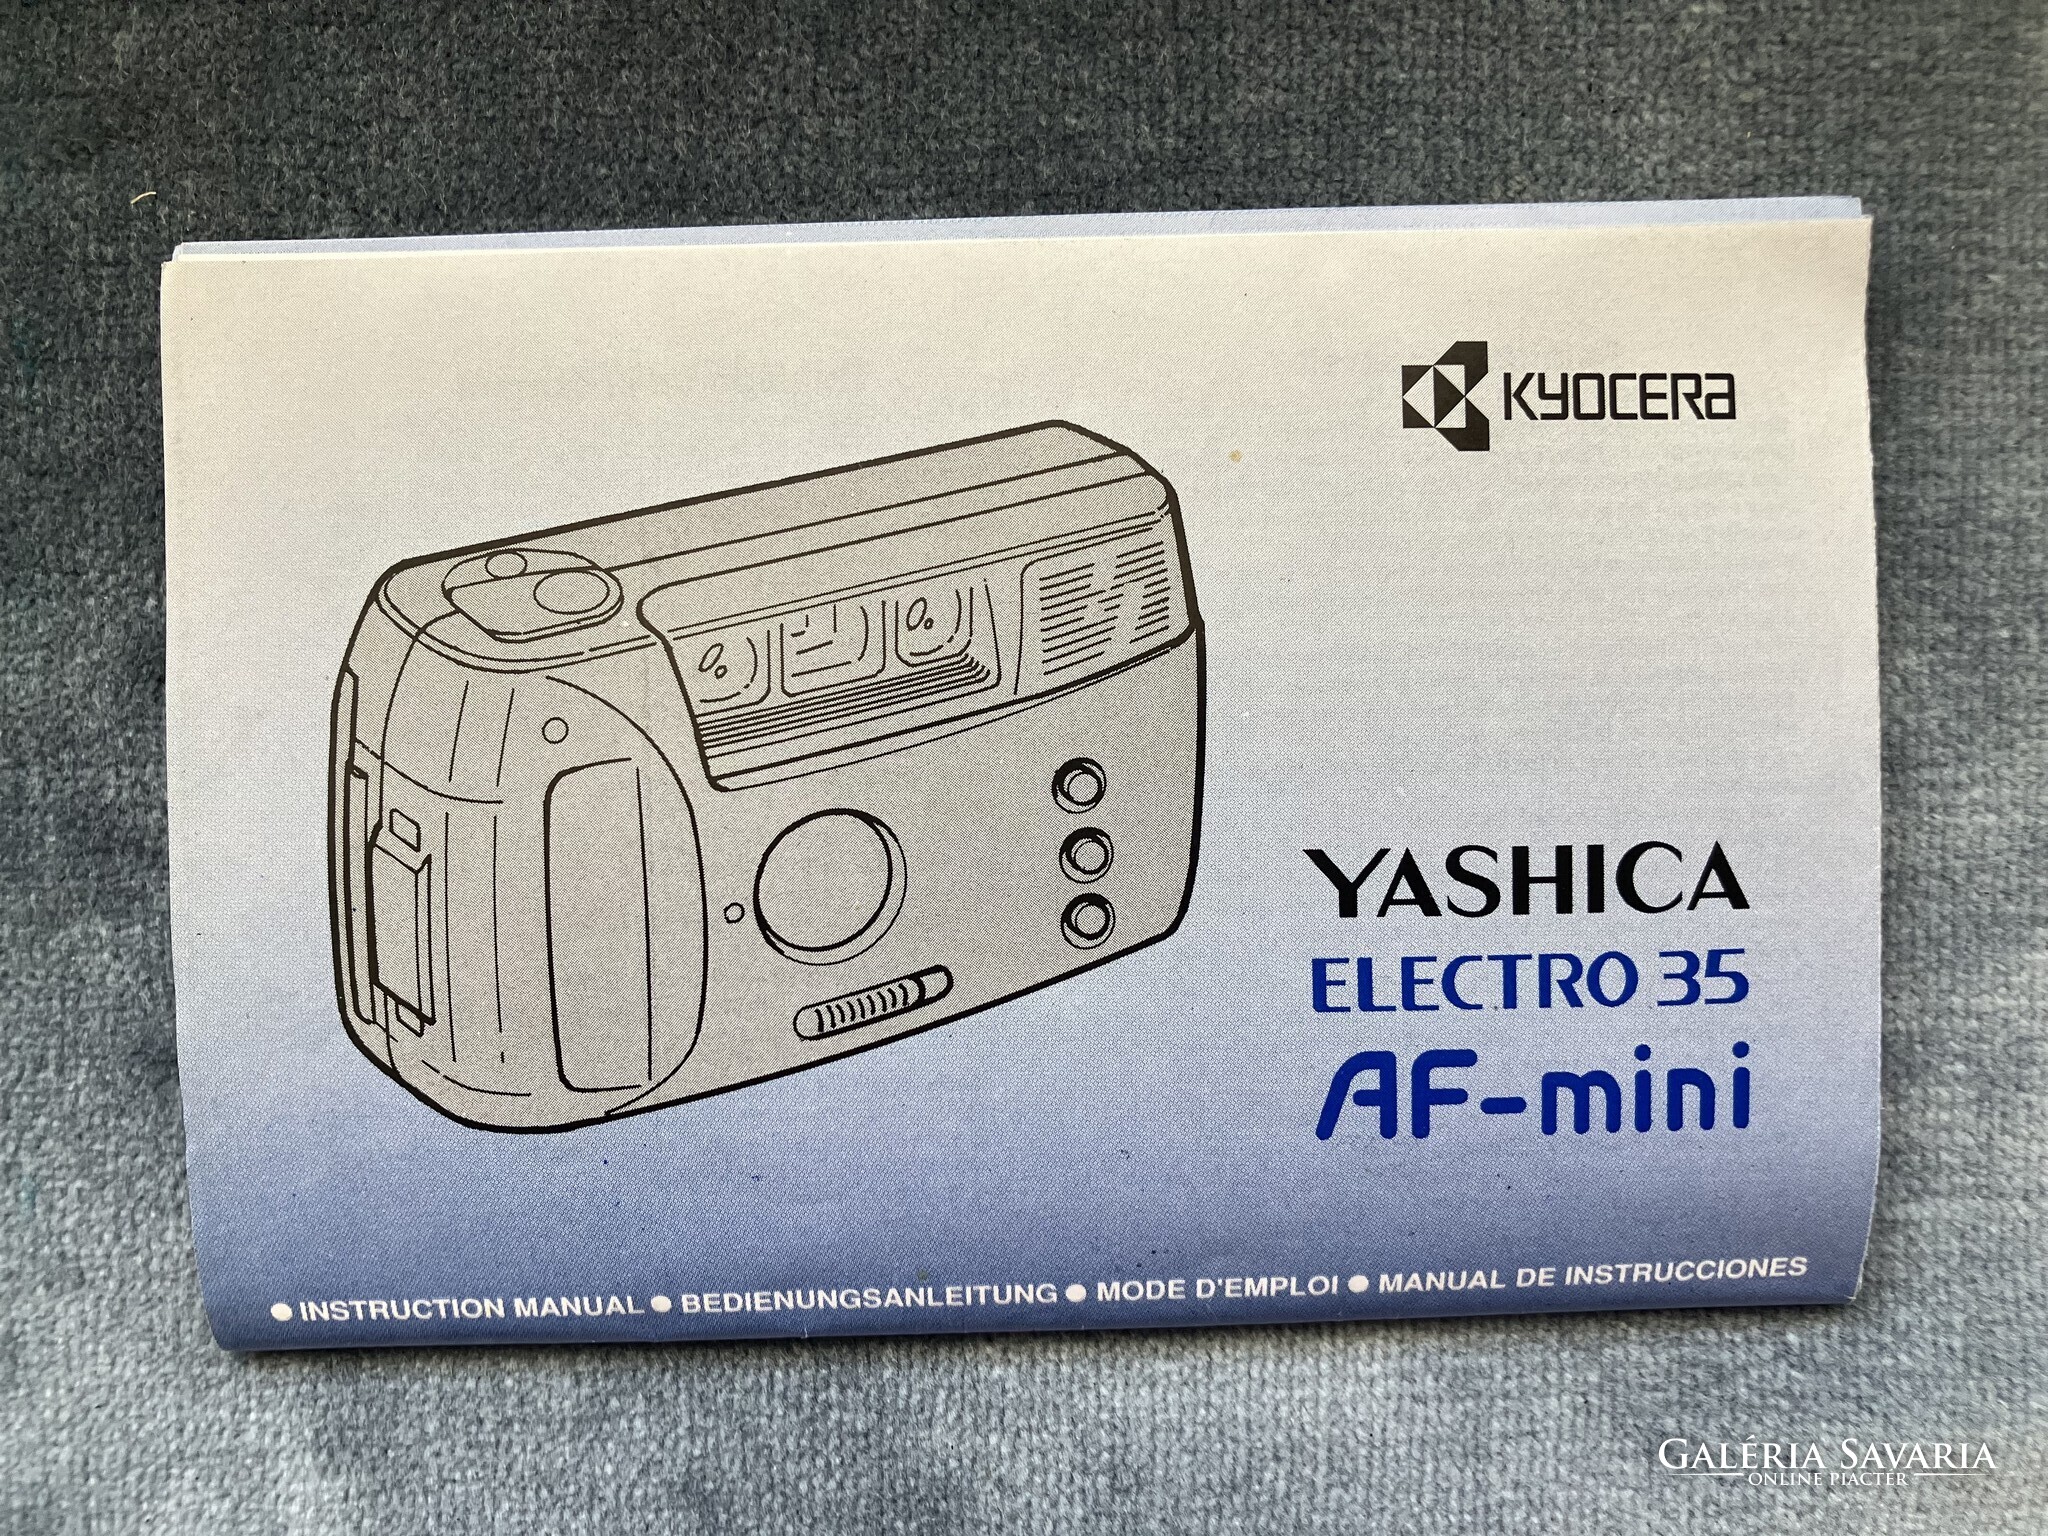 KYOCERA
YASHICA
ELECTRO 35
AF-mini
● INSTRUCTION MANUAL ● BEDIENUNGSANLEITUNG ● MODE D'EMPLOI ● MANUAL DE INSTRUCCIONES
GALÉRIA SAVARIA
ONLINE PIACTÉR